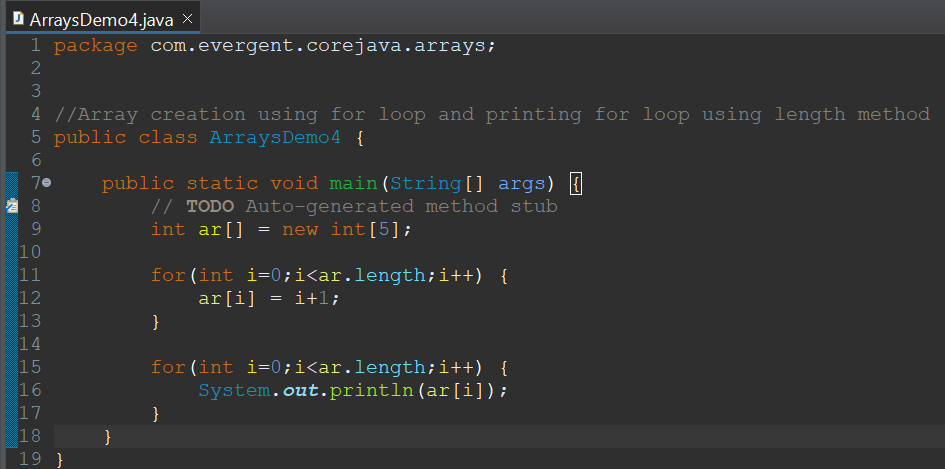 ArraysDemo4.java
1 package com.evergent.corejava.arrays;
2
3
4 //Array creation using for loop and printing for loop using length method
5 public class ArraysDemo4 {
6
7 public static void main(String[] args) {
8 // TODO Auto-generated method stub
9 int ar[] = new int[5];
10
11 for(int i=0;i<ar.length;i++) {
12 ar[i] = i+1;
13 }
14
15 for(int i=0;i<ar.length;i++) {
16 System.out.println(ar[i]);
17 }
18 }
19 }